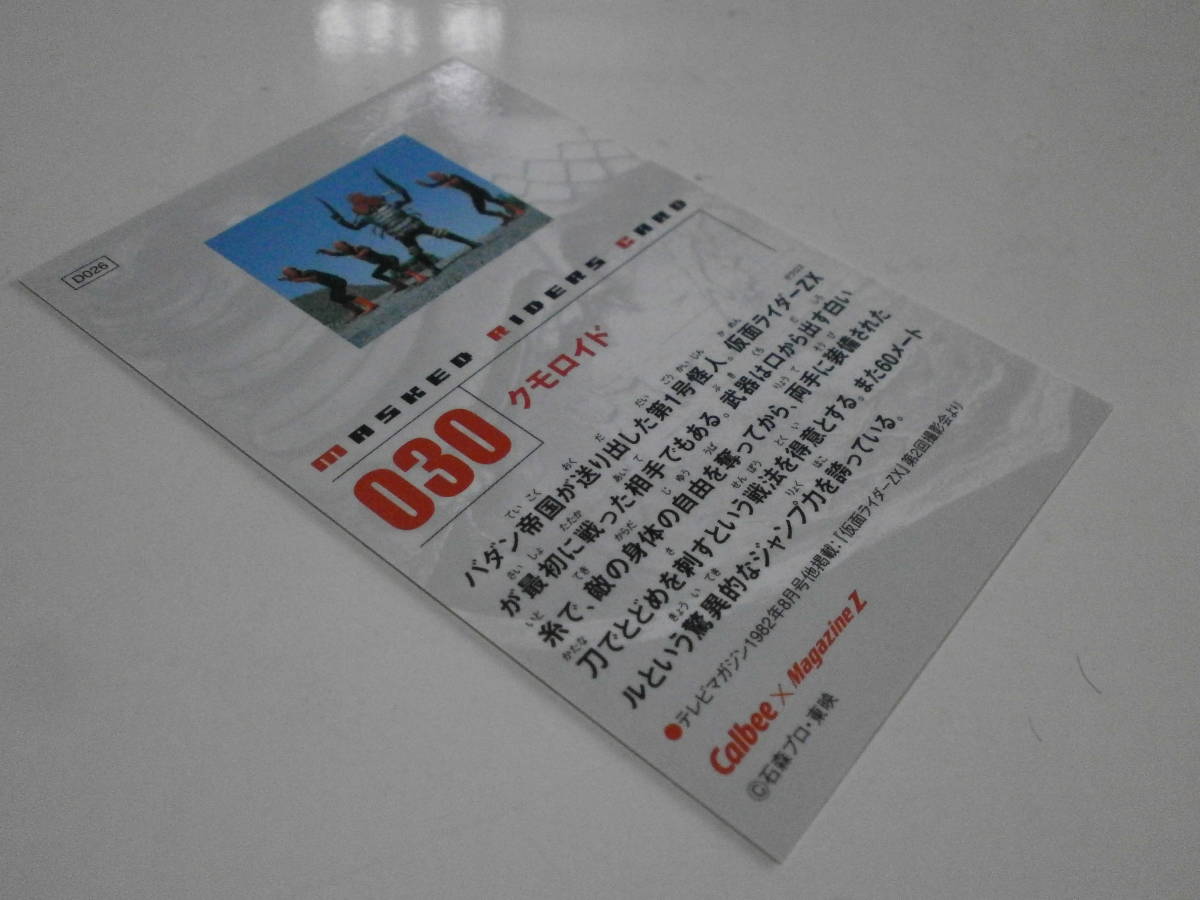 D026
MASKED RIDERS CARD
030
クモロイド
バダン帝国が送り出した第1号怪人。仮面ライダーZX
が最初に戦った相手でもある。武器は口から出す白い
糸で、敵の身体の自由を奪ってから、両手に装備された
刀でとどめを刺すという戦法を得意とする。また60メート
ルという驚異的なジャンプ力を誇っている。
●テレビマガジン1982年8月号他掲載:『仮面ライダーZX』第2回撮影会より
Calbee × Magazine Z
©石森プロ・東映